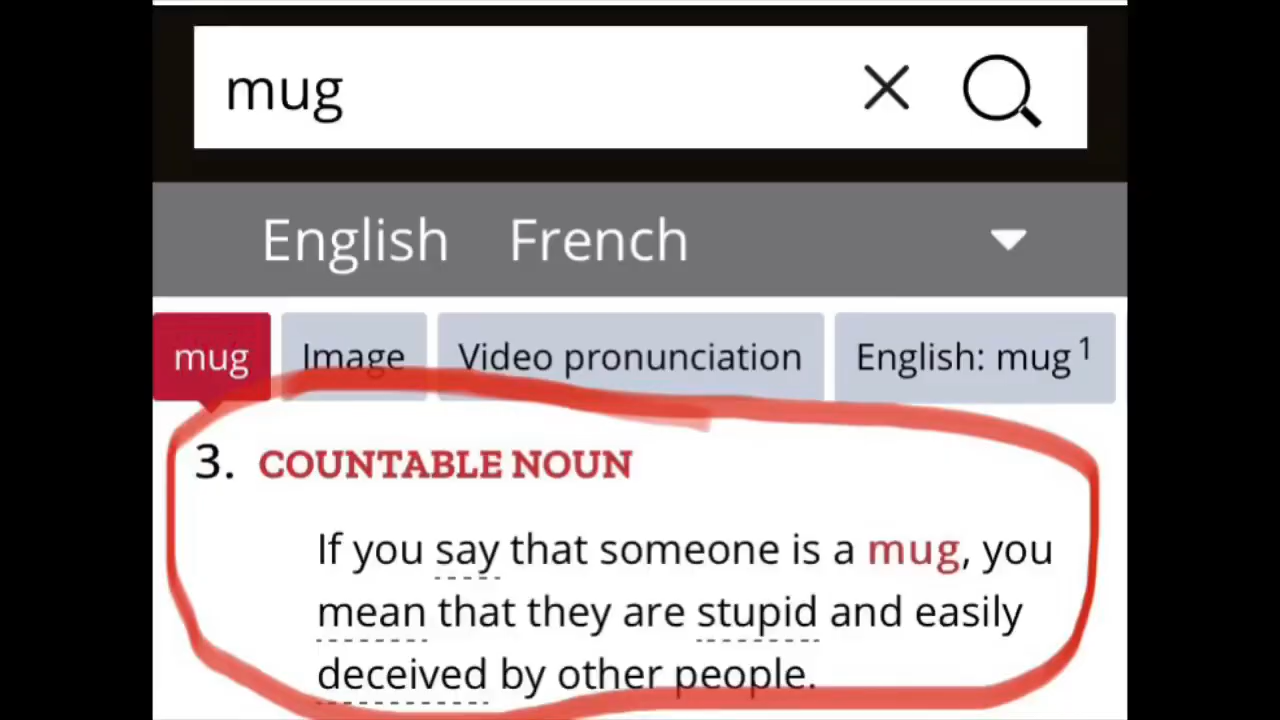 mug
English French
mug Image Video pronunciation English: mug¹
3. COUNTABLE NOUN
If you say that someone is a mug, you
mean that they are stupid and easily
deceived by other people.